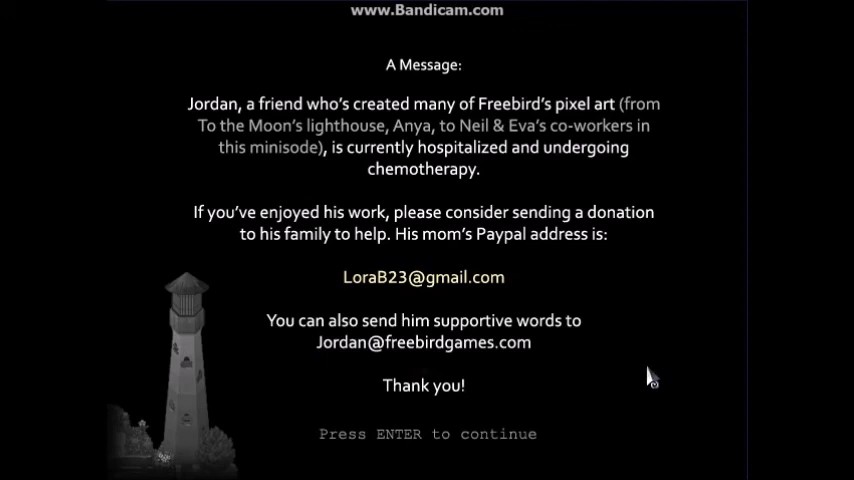 www.Bandicam.com
A Message:
Jordan, a friend who's created many of Freebird's pixel art (from
To the Moon's lighthouse, Anya, to Neil & Eva's co-workers in
this minisode), is currently hospitalized and undergoing
chemotherapy.
If you've enjoyed his work, please consider sending a donation
to his family to help. His mom's Paypal address is:
LoraB23@gmail.com
You can also send him supportive words to
Jordan@freebirdgames.com
Thank you!
Press ENTER to continue